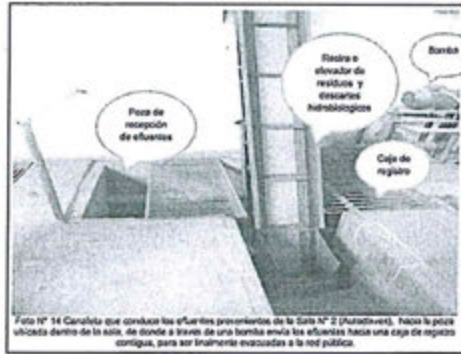 Bomba
Rastra o
elevador de
residuos y
descartes
hidrobiologicos
Poza de
recepción
de efluentes
Caja de
registro
Foto N° 14 Canaleta que conduce los efluentes provenientes de la Sala N° 2 (Autoclaves), hacia la poza
ubicada dentro de la sala, de donde a través de una bomba envía los efluentes hacia una caja de registro
contigua, para ser finalmente evacuadas a la red pública.